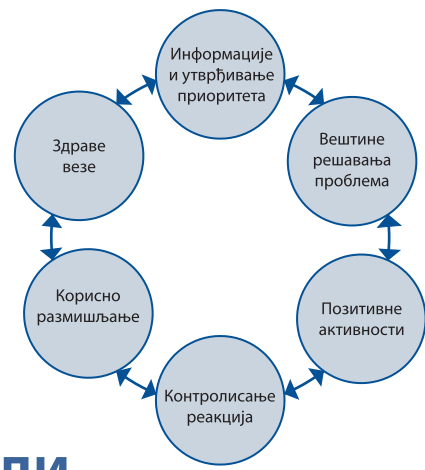 Информације
и утврђивање
приоритета
Вештине
решавања
проблема
Позитивне
активности
Контролисање
реакција
Корисно
размишљање
Здраве
везе